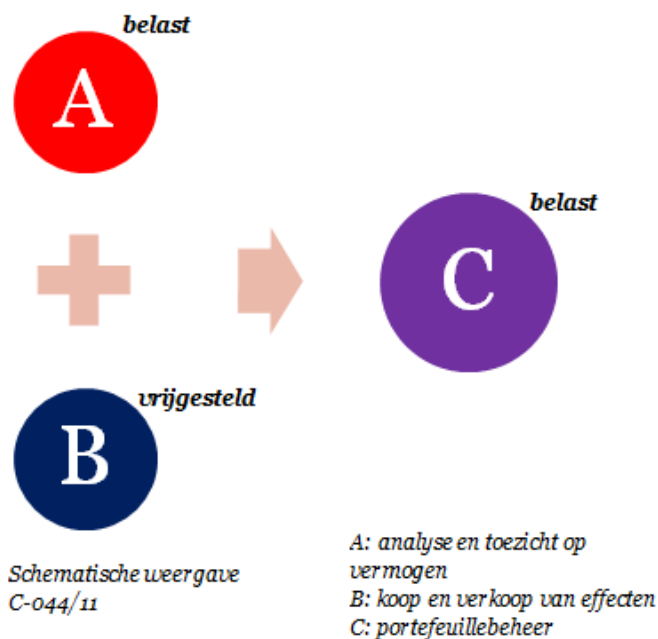 belast
A
belast
C
vrijgesteld
B
Schematische weergave
C-044/11
A: analyse en toezicht op
vermogen
B: koop en verkoop van effecten
C: portefeuillebeheer